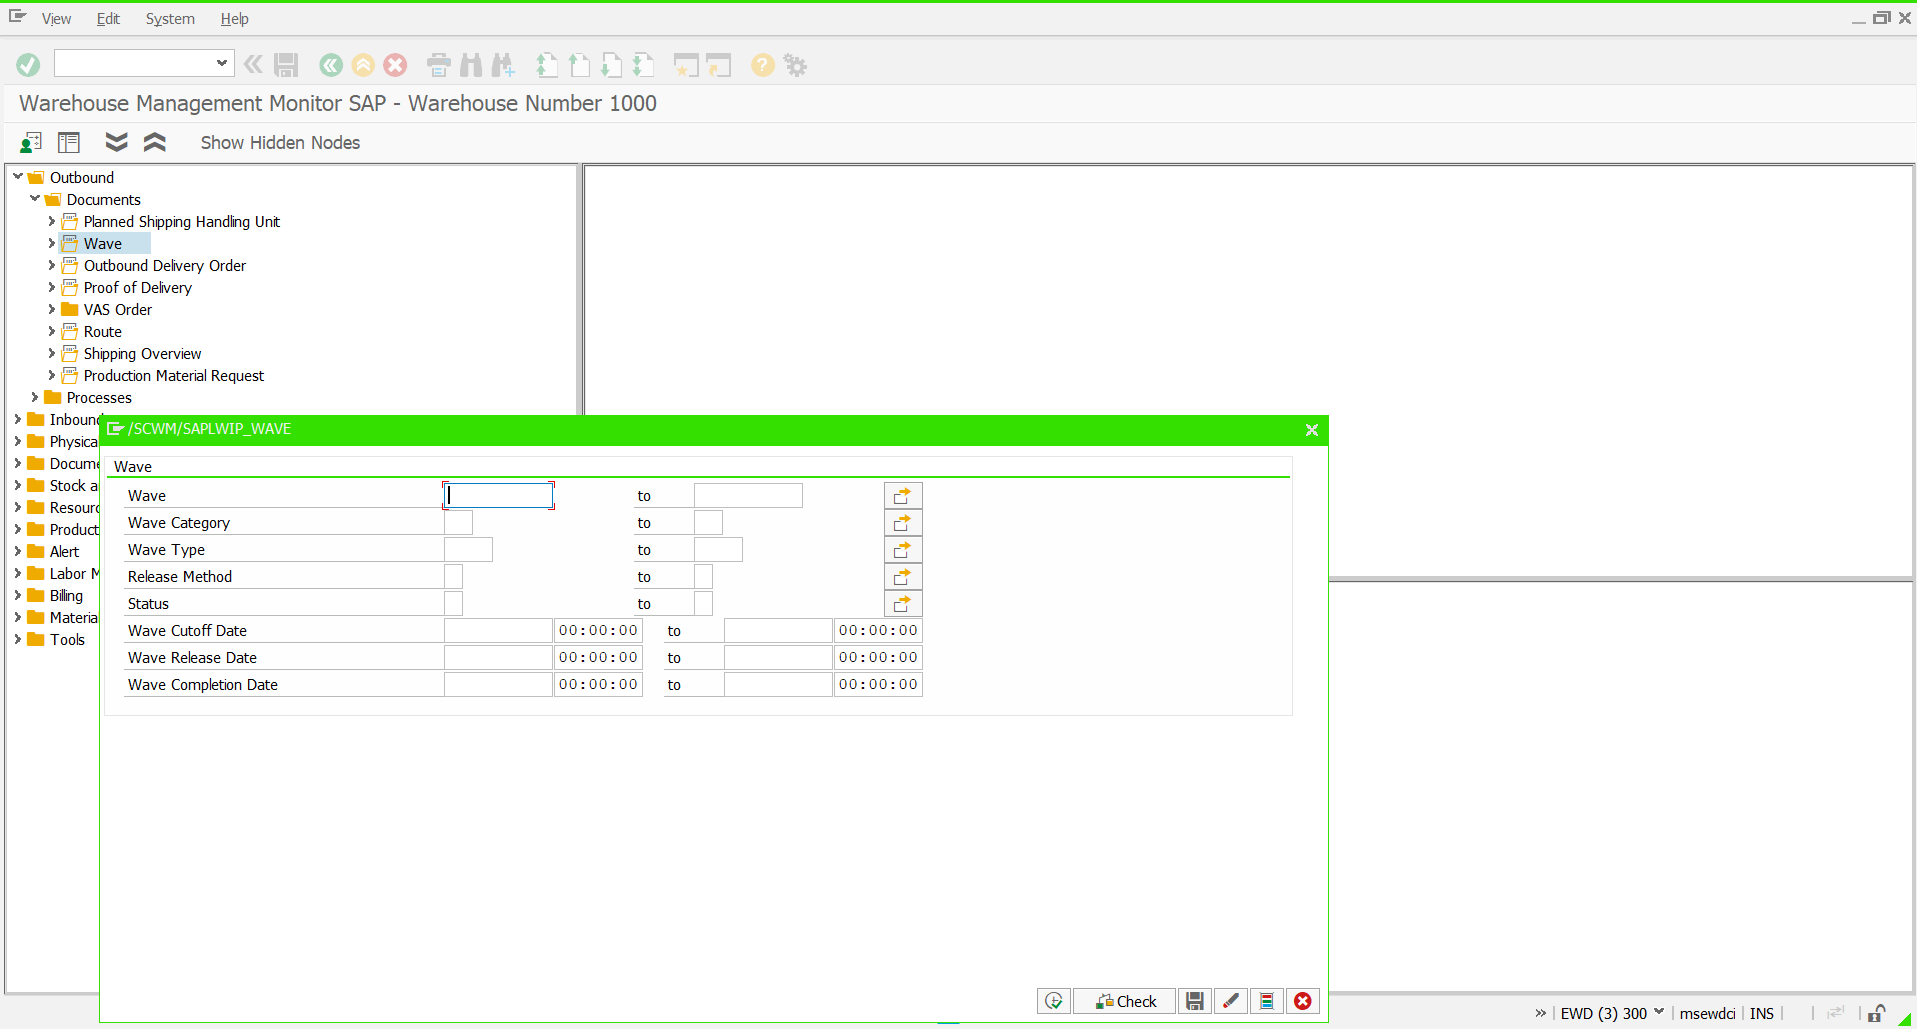 View Edit System Help
Warehouse Management Monitor SAP - Warehouse Number 1000
Show Hidden Nodes
Outbound
Documents
Planned Shipping Handling Unit
Wave
Outbound Delivery Order
Proof of Delivery
VAS Order
Route
Shipping Overview
Production Material Request
Processes
Inbound
Physica
Docume
Stock a
Resourc
Product
Alert
Labor M
Billing
Material
Tools
/SCWM/SAPLWIP_WAVE
Wave
Wave to
Wave Category to
Wave Type to
Release Method to
Status to
Wave Cutoff Date 00:00:00 to 00:00:00
Wave Release Date 00:00:00 to 00:00:00
Wave Completion Date 00:00:00 to 00:00:00
Check
EWD (3) 300 msewdci INS